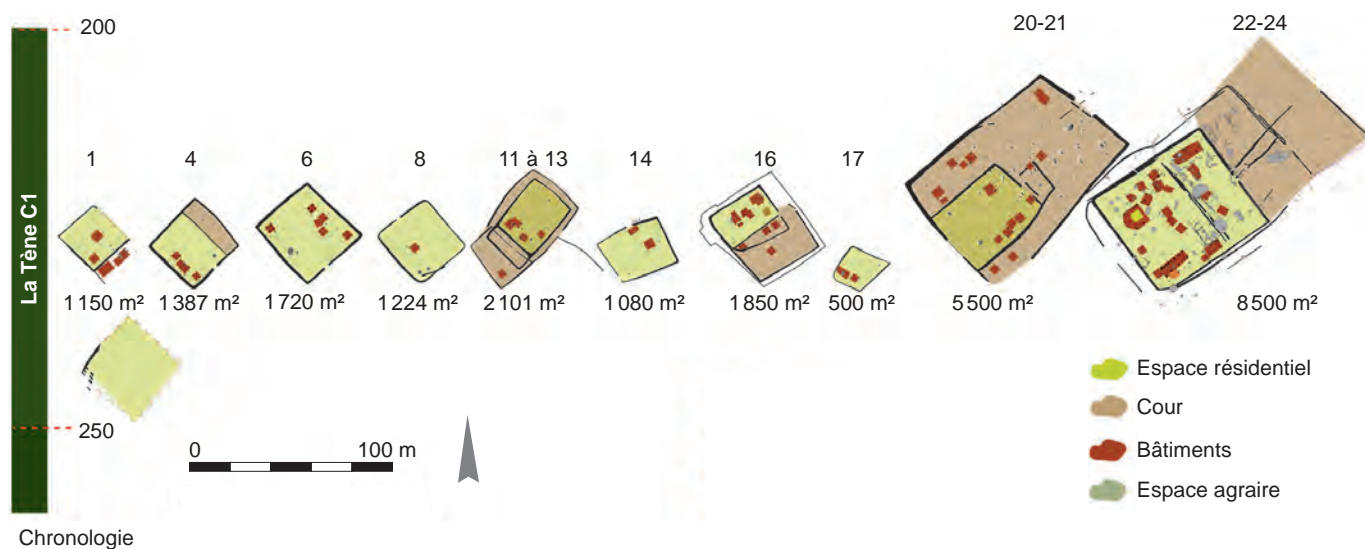 200
20-21
22-24
1
4
6
8
11 à 13
14
16
17
La Tène C1
1 150 m²
1 387 m²
1 720 m²
1 224 m²
2 101 m²
1 080 m²
1 850 m²
500 m²
5 500 m²
8 500 m²
Espace résidentiel
Cour
Bâtiments
Espace agraire
250
0
100 m
Chronologie